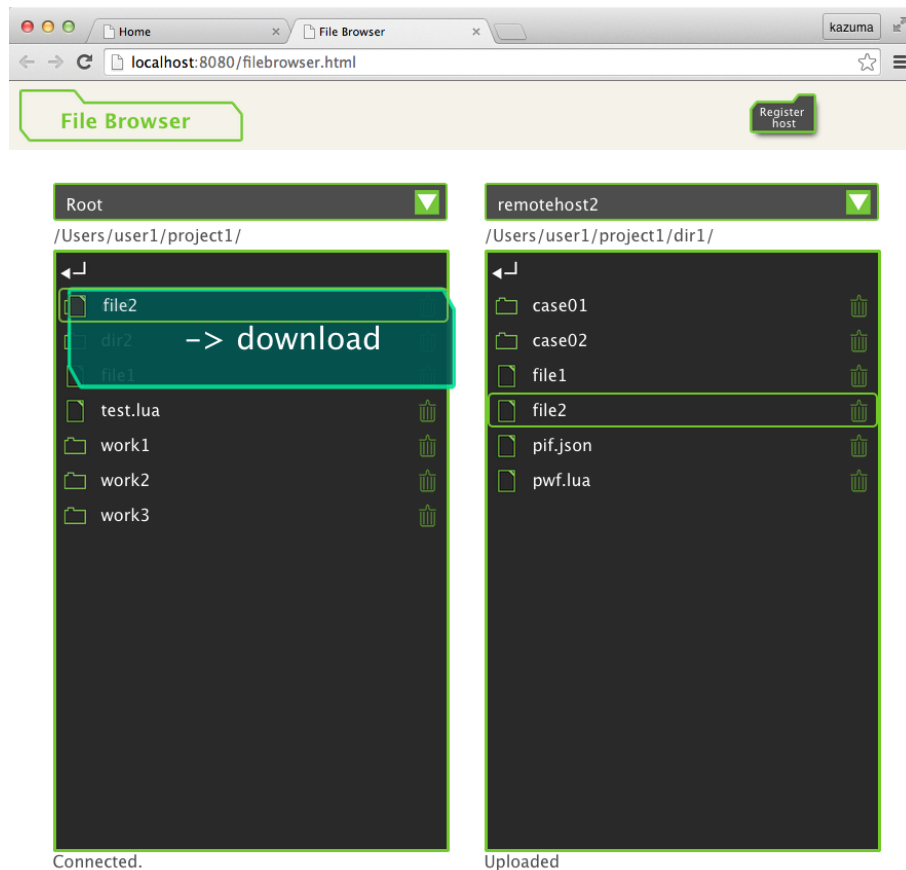 Home
File Browser
kazuma
localhost:8080/filebrowser.html
File Browser
Register
host
Root
/Users/user1/project1/
file2
dir2
-> download
file1
test.lua
work1
work2
work3
Connected.
remotehost2
/Users/user1/project1/dir1/
case01
case02
file1
file2
pif.json
pwf.lua
Uploaded